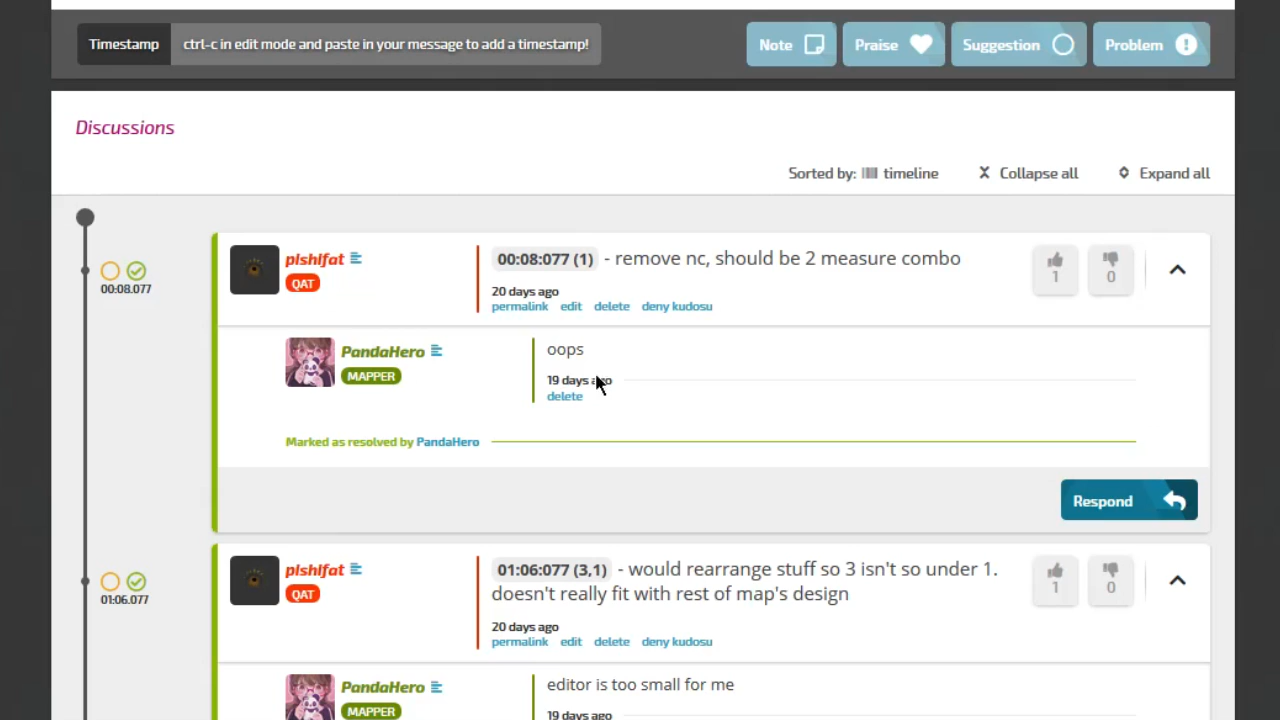 Timestamp
ctrl-c in edit mode and paste in your message to add a timestamp!
Note
Praise
Suggestion
Problem
Discussions
Sorted by: timeline
Collapse all
Expand all
00:08.077
pishifat
QAT
00:08:077 (1) - remove nc, should be 2 measure combo
20 days ago
permalink edit delete deny kudosu
1
0
PandaHero
MAPPER
oops
19 days ago
delete
Marked as resolved by PandaHero
Respond
01:06.077
pishifat
QAT
01:06:077 (3,1) - would rearrange stuff so 3 isn't so under 1.
doesn't really fit with rest of map's design
20 days ago
permalink edit delete deny kudosu
1
0
PandaHero
MAPPER
editor is too small for me
19 days ago